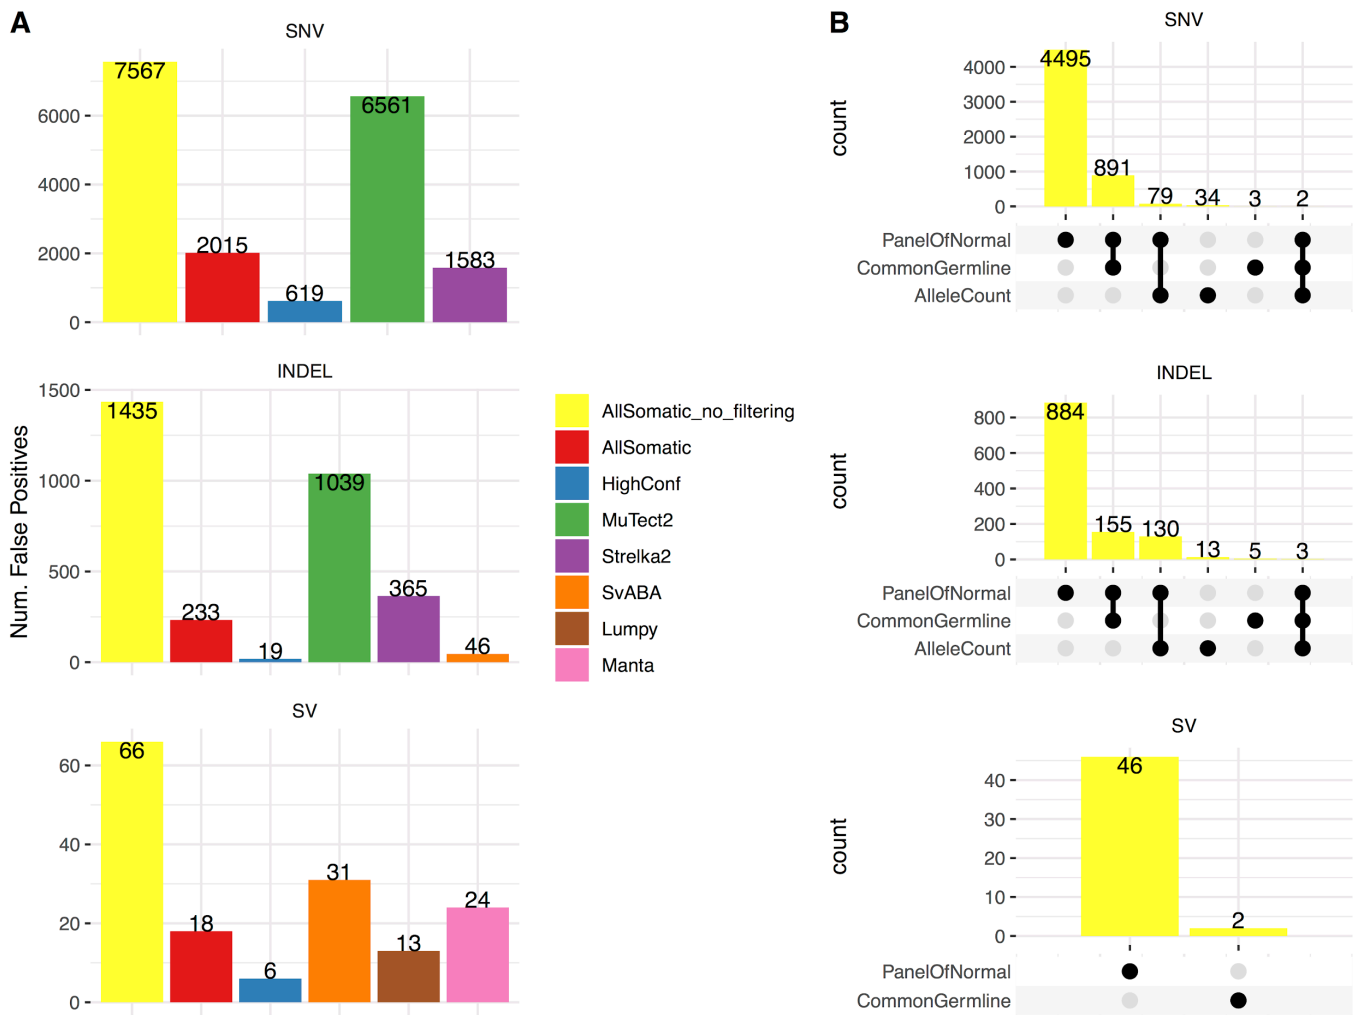 A
SNV
7567
2015
619
6561
1583
6000
4000
2000
0
INDEL
1435
233
19
1039
365
46
1500
1000
500
0
Num. False Positives
SV
66
18
6
31
13
24
60
40
20
0
AllSomatic_no_filtering
AllSomatic
HighConf
MuTect2
Strelka2
SvABA
Lumpy
Manta
B
SNV
4495
891
79
34
3
2
4000
3000
2000
1000
0
count
PanelOfNormal
CommonGermline
AlleleCount
INDEL
884
155
130
13
5
3
800
600
400
200
0
count
PanelOfNormal
CommonGermline
AlleleCount
SV
46
2
40
30
20
10
0
count
PanelOfNormal
CommonGermline